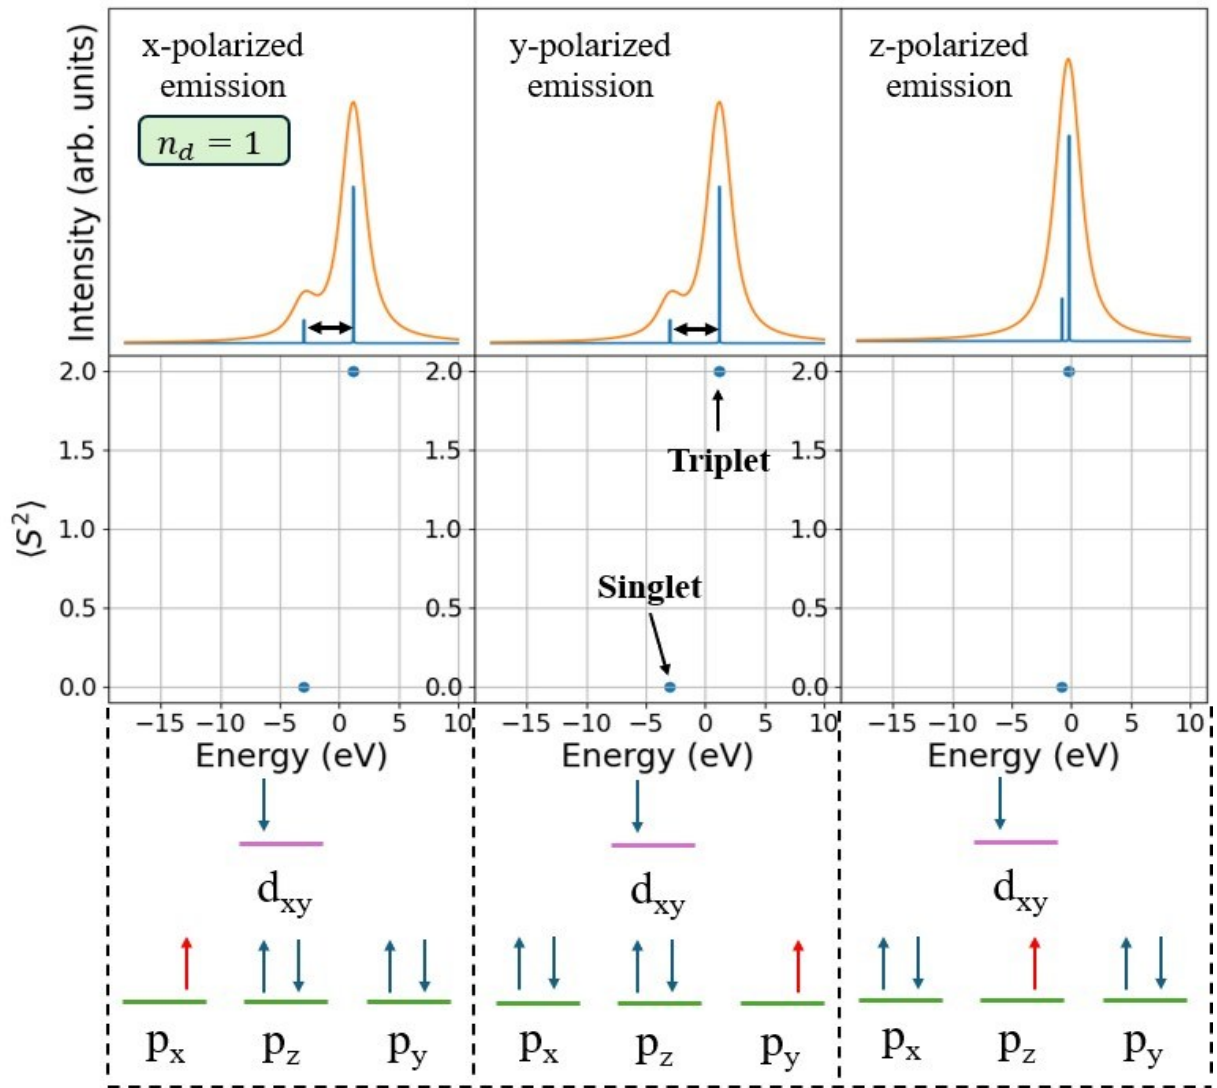 x-polarized
emission
n_d = 1
y-polarized
emission
z-polarized
emission
Intensity (arb. units)
2.0
2.0
2.0
1.5
1.5
1.5
1.0
1.0
1.0
0.5
0.5
0.5
0.0
0.0
0.0
⟨S²⟩
Triplet
Singlet
−15 −10 −5 0 5 10
−15 −10 −5 0 5 10
−15 −10 −5 0 5 10
Energy (eV)
Energy (eV)
Energy (eV)
d_xy
d_xy
d_xy
p_x p_z p_y
p_x p_z p_y
p_x p_z p_y